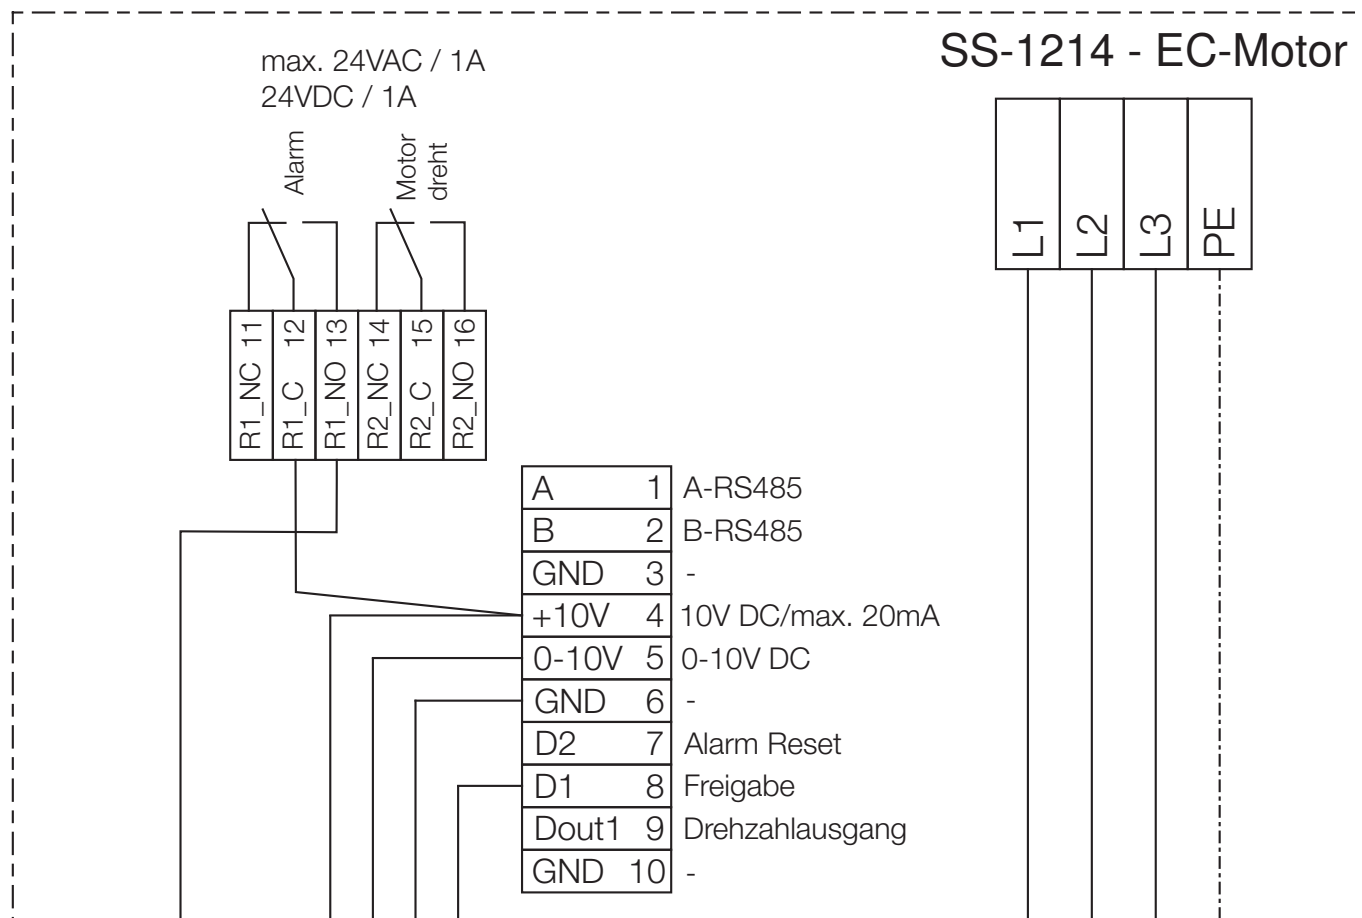 SS-1214 - EC-Motor
max. 24VAC / 1A
24VDC / 1A
Alarm
Motor
dreht
L1
L2
L3
PE
R1_NC 11
R1_C 12
R1_NO 13
R2_NC 14
R2_C 15
R2_NO 16
A 1 A-RS485
B 2 B-RS485
GND 3 -
+10V 4 10V DC/max. 20mA
0-10V 5 0-10V DC
GND 6 -
D2 7 Alarm Reset
D1 8 Freigabe
Dout1 9 Drehzahlausgang
GND 10 -